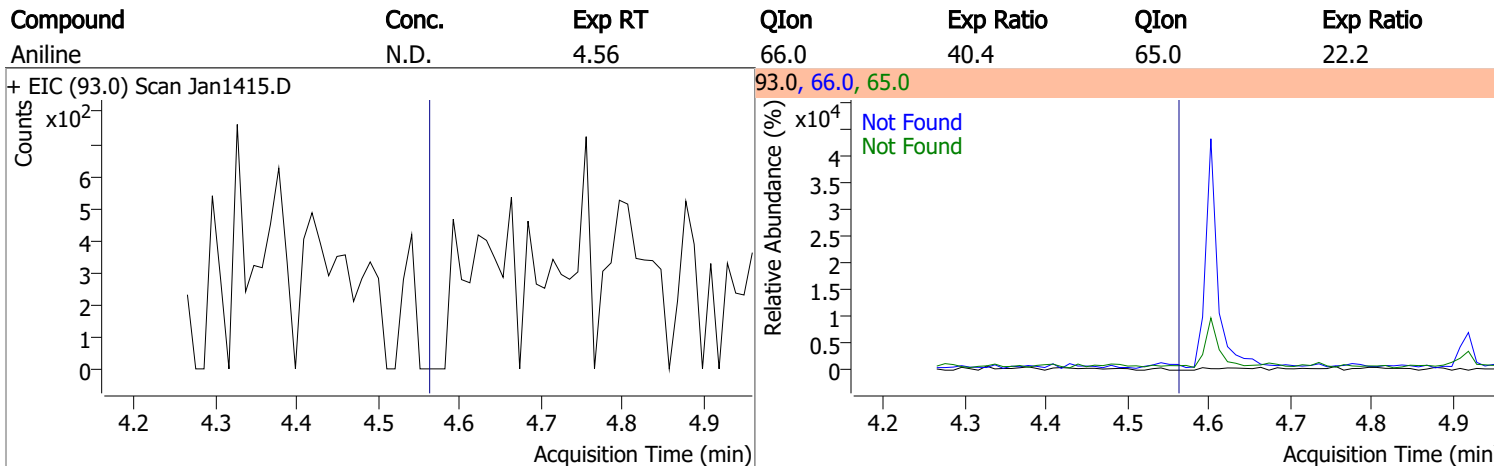 Compound Conc. Exp RT QIon Exp Ratio QIon Exp Ratio
Aniline N.D. 4.56 66.0 40.4 65.0 22.2
+ EIC (93.0) Scan Jan1415.D
Counts
x10²
6
5
4
3
2
1
0
4.2 4.3 4.4 4.5 4.6 4.7 4.8 4.9
Acquisition Time (min)
93.0, 66.0, 65.0
Relative Abundance (%)
x10⁴
Not Found
Not Found
4
3.5
3
2.5
2
1.5
1
0.5
0
4.2 4.3 4.4 4.5 4.6 4.7 4.8 4.9
Acquisition Time (min